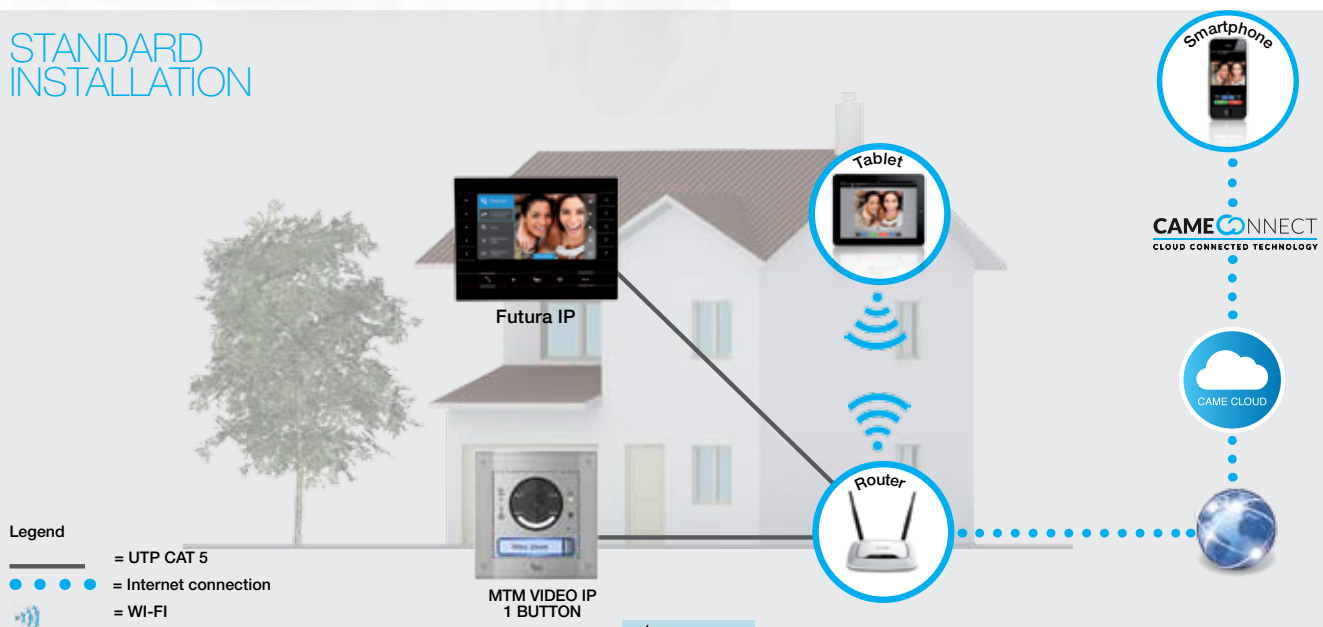 STANDARD
INSTALLATION
Smartphone
Tablet
CAME CONNECT
CLOUD CONNECTED TECHNOLOGY
Futura IP
CAME CLOUD
Router
Legend
= UTP CAT 5
= Internet connection
= WI-FI
MTM VIDEO IP
1 BUTTON